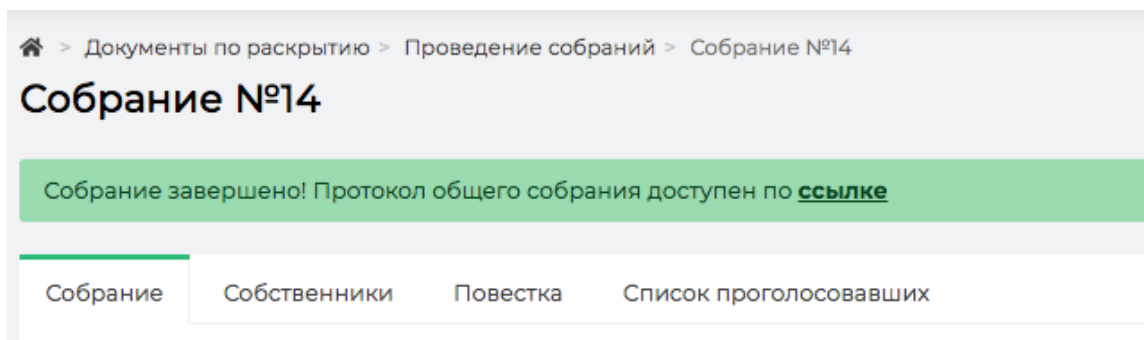 > Документы по раскрытию > Проведение собраний > Собрание №14
Собрание №14
Собрание завершено! Протокол общего собрания доступен по ссылке
Собрание Собственники Повестка Список проголосовавших